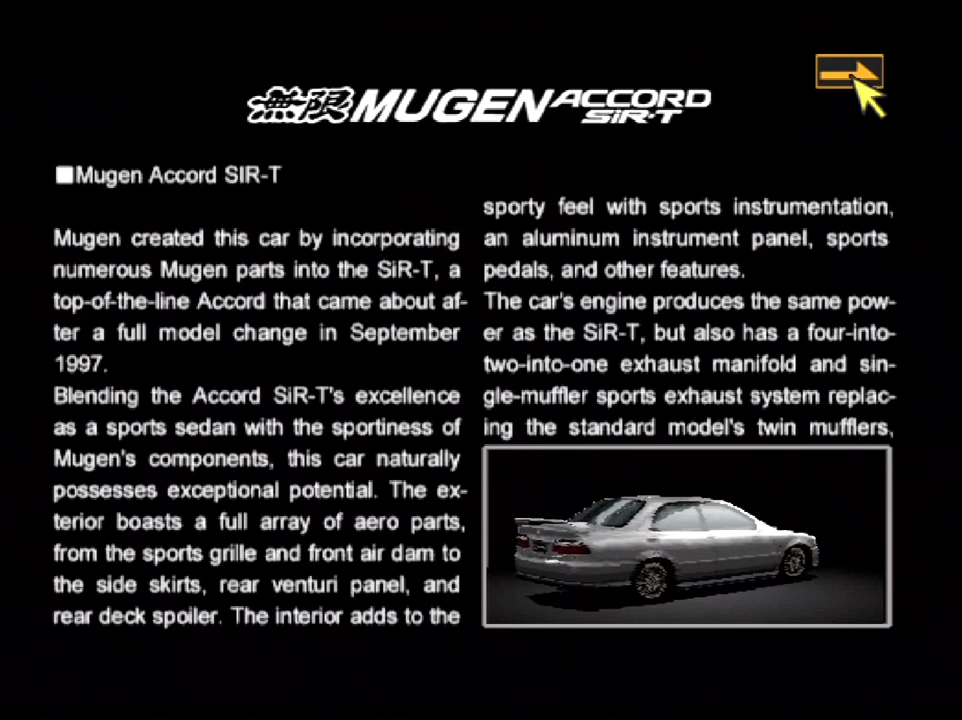 無限 MUGEN ACCORD SiR·T
■Mugen Accord SIR-T
Mugen created this car by incorporating
numerous Mugen parts into the SiR-T, a
top-of-the-line Accord that came about af-
ter a full model change in September
1997.
Blending the Accord SiR-T's excellence
as a sports sedan with the sportiness of
Mugen's components, this car naturally
possesses exceptional potential. The ex-
terior boasts a full array of aero parts,
from the sports grille and front air dam to
the side skirts, rear venturi panel, and
rear deck spoiler. The interior adds to the
sporty feel with sports instrumentation,
an aluminum instrument panel, sports
pedals, and other features.
The car's engine produces the same pow-
er as the SiR-T, but also has a four-into-
two-into-one exhaust manifold and sin-
gle-muffler sports exhaust system replac-
ing the standard model's twin mufflers,